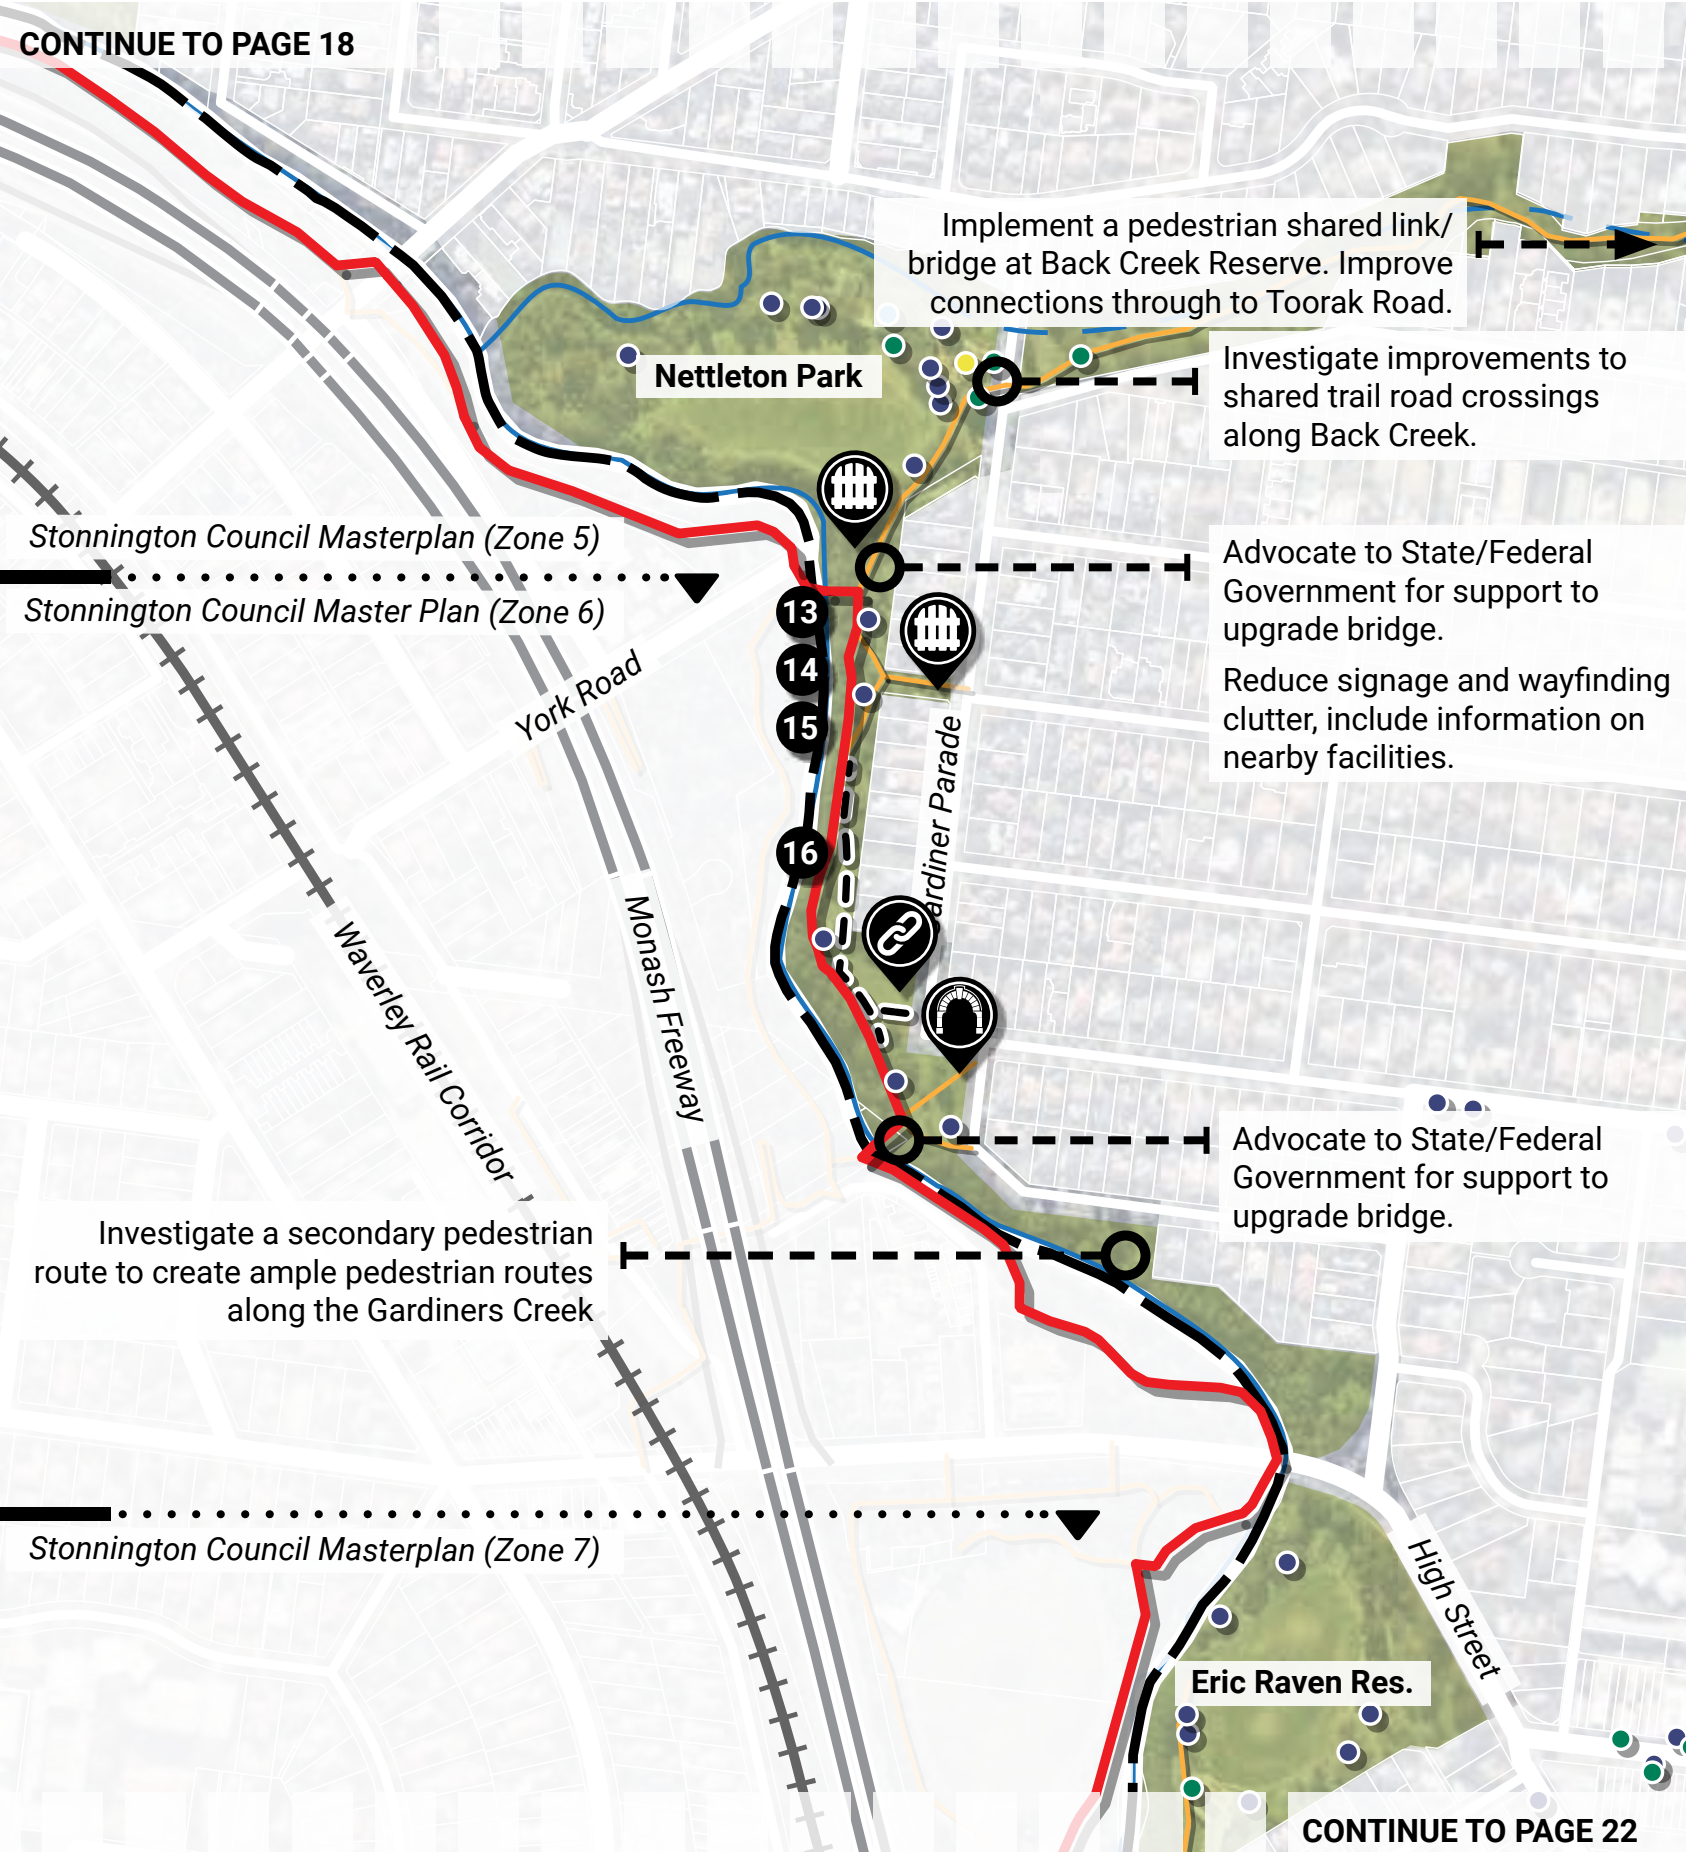 CONTINUE TO PAGE 18
Implement a pedestrian shared link/
bridge at Back Creek Reserve. Improve
connections through to Toorak Road.
Investigate improvements to
shared trail road crossings
along Back Creek.
Nettleton Park
Stonnington Council Masterplan (Zone 5)
Stonnington Council Master Plan (Zone 6)
Advocate to State/Federal
Government for support to
upgrade bridge.
Reduce signage and wayfinding
clutter, include information on
nearby facilities.
13
14
15
16
York Road
ardiner Parade
Monash Freeway
Waverley Rail Corridor
Advocate to State/Federal
Government for support to
upgrade bridge.
Investigate a secondary pedestrian
route to create ample pedestrian routes
along the Gardiners Creek
Stonnington Council Masterplan (Zone 7)
High Street
Eric Raven Res.
CONTINUE TO PAGE 22